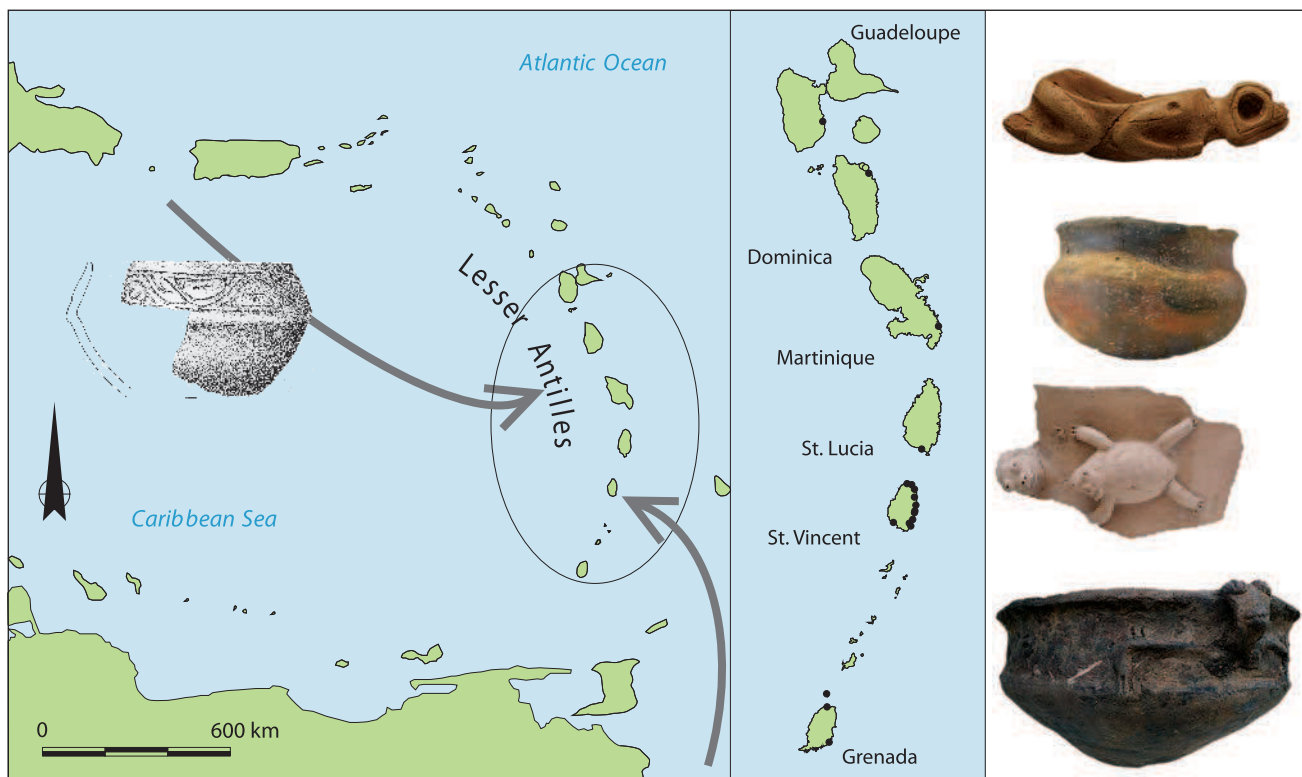 Atlantic Ocean
Lesser Antilles
Caribbean Sea
0 600 km
Guadeloupe
Dominica
Martinique
St. Lucia
St. Vincent
Grenada